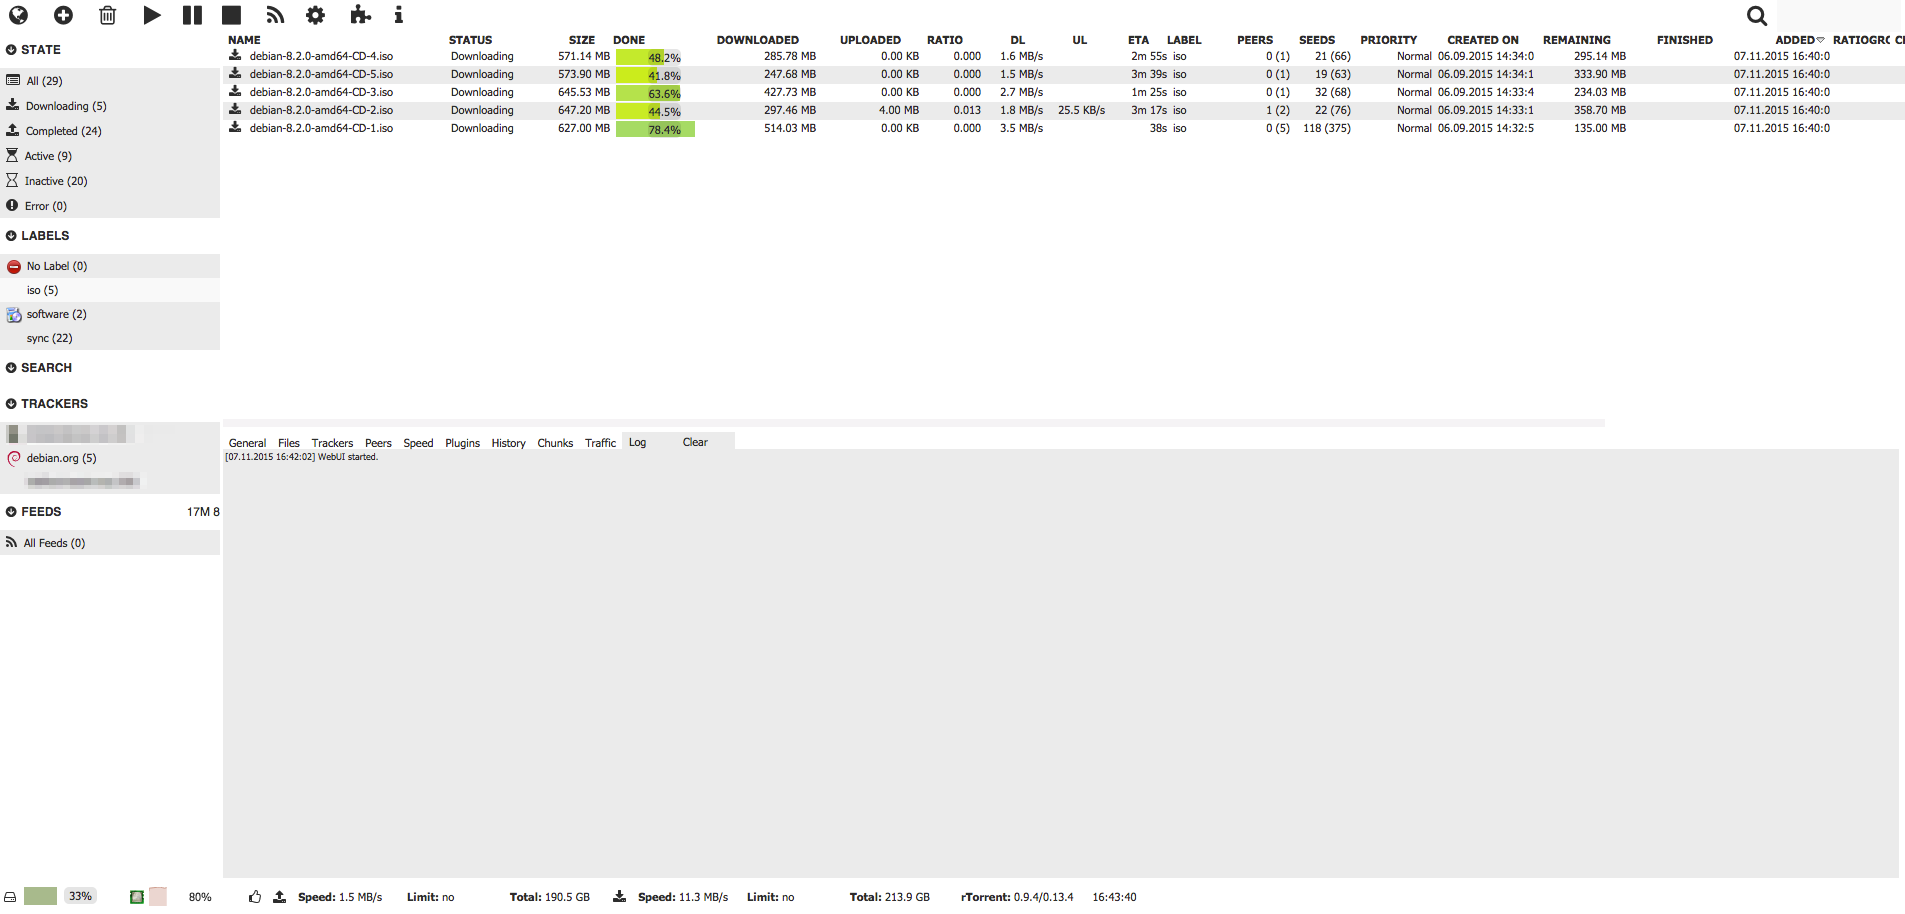 STATE
All (29)
Downloading (5)
Completed (24)
Active (9)
Inactive (20)
Error (0)
LABELS
No Label (0)
iso (5)
software (2)
sync (22)
SEARCH
TRACKERS
debian.org (5)
FEEDS 17M 8
All Feeds (0)
NAME STATUS SIZE DONE DOWNLOADED UPLOADED RATIO DL UL ETA LABEL PEERS SEEDS PRIORITY CREATED ON REMAINING FINISHED ADDED RATIOGRO
debian-8.2.0-amd64-CD-4.iso Downloading 571.14 MB 48.2% 285.78 MB 0.00 KB 0.000 1.6 MB/s 2m 55s iso 0 (1) 21 (66) Normal 06.09.2015 14:34:0 295.14 MB 07.11.2015 16:40:0
debian-8.2.0-amd64-CD-5.iso Downloading 573.90 MB 41.8% 247.68 MB 0.00 KB 0.000 1.5 MB/s 3m 39s iso 0 (1) 19 (63) Normal 06.09.2015 14:34:1 333.90 MB 07.11.2015 16:40:0
debian-8.2.0-amd64-CD-3.iso Downloading 645.53 MB 63.6% 427.73 MB 0.00 KB 0.000 2.7 MB/s 1m 25s iso 0 (1) 32 (68) Normal 06.09.2015 14:33:4 234.03 MB 07.11.2015 16:40:0
debian-8.2.0-amd64-CD-2.iso Downloading 647.20 MB 44.5% 297.46 MB 4.00 MB 0.013 1.8 MB/s 25.5 KB/s 3m 17s iso 1 (2) 22 (76) Normal 06.09.2015 14:33:1 358.70 MB 07.11.2015 16:40:0
debian-8.2.0-amd64-CD-1.iso Downloading 627.00 MB 78.4% 514.03 MB 0.00 KB 0.000 3.5 MB/s 38s iso 0 (5) 118 (375) Normal 06.09.2015 14:32:5 135.00 MB 07.11.2015 16:40:0
General Files Trackers Peers Speed Plugins History Chunks Traffic Log Clear
[07.11.2015 16:42:02] WebUI started.
33% 80% Speed: 1.5 MB/s Limit: no Total: 190.5 GB Speed: 11.3 MB/s Limit: no Total: 213.9 GB rTorrent: 0.9.4/0.13.4 16:43:40